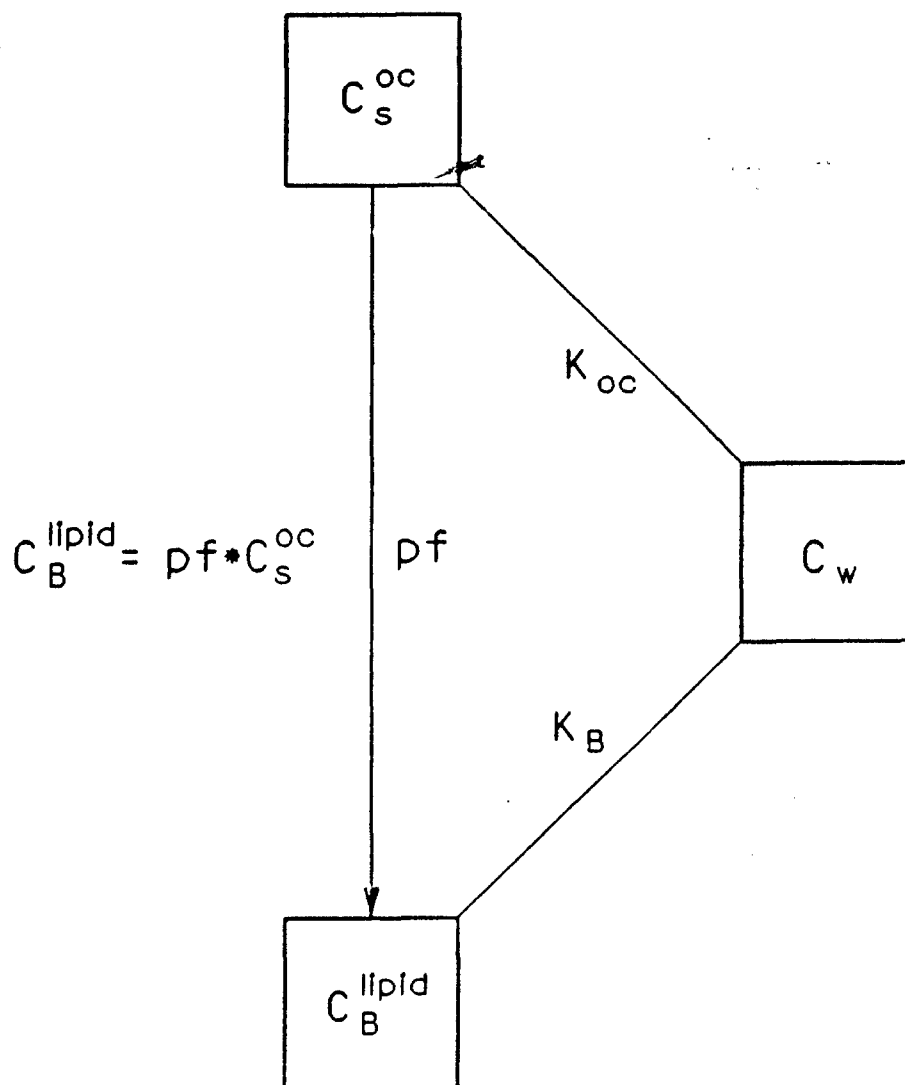 C_s^oc
K_oc
C_B^lipid = pf*C_s^oc
pf
C_w
K_B
C_B^lipid